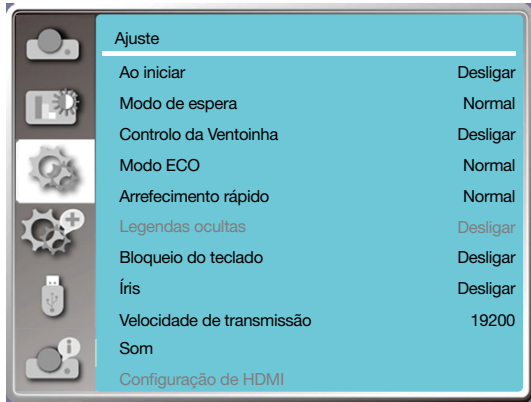 Ajuste
Ao iniciar Desligar
Modo de espera Normal
Controlo da Ventoinha Desligar
Modo ECO Normal
Arrefecimento rápido Normal
Legendas ocultas Desligar
Bloqueio do teclado Desligar
Íris Desligar
Velocidade de transmissão 19200
Som
Configuração de HDMI